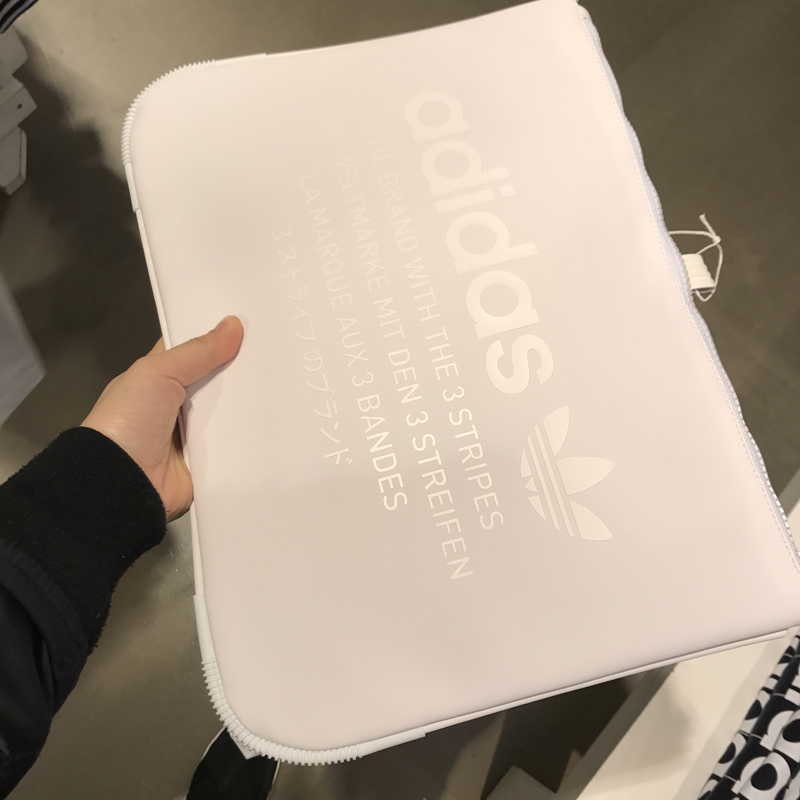 adidas
THE BRAND WITH THE 3 STRIPES
DIE WELTMARKE MIT DEN 3 STREIFEN
LA MARQUE AUX 3 BANDES
3ストライプのブランド